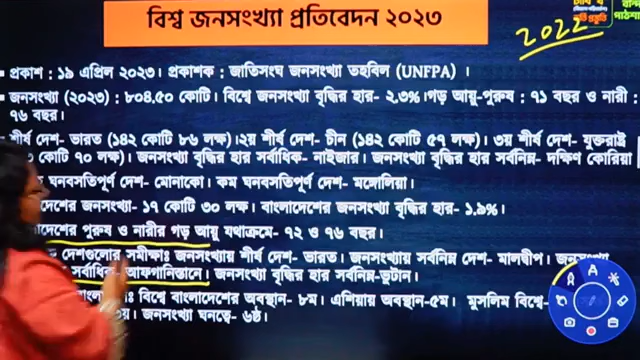 বিশ্ব জনসংখ্যা প্রতিবেদন ২০২৩
2022
প্রকাশ : ১৯ এপ্রিল ২০২৩। প্রকাশক : জাতিসংঘ জনসংখ্যা তহবিল (UNFPA) ।
জনসংখ্যা (২০২৩) : ৮০৪.৫০ কোটি। বিশ্বে জনসংখ্যা বৃদ্ধির হার- ২.৩%।গড় আয়ু-পুরুষ : ৭১ বছর ও নারী :
৭৬ বছর।
শীর্ষ দেশ- ভারত (১৪২ কোটি ৮৬ লক্ষ)।২য় শীর্ষ দেশ- চীন (১৪২ কোটি ৫৭ লক্ষ)। ৩য় শীর্ষ দেশ- যুক্তরাষ্ট্র
কোটি ৭০ লক্ষ)। জনসংখ্যা বৃদ্ধির হার সর্বাধিক- নাইজার। জনসংখ্যা বৃদ্ধির হার সর্বনিম্ন- দক্ষিণ কোরিয়া
ঘনবসতিপূর্ণ দেশ- মোনাকো। কম ঘনবসতিপূর্ণ দেশ- মঙ্গোলিয়া।
দেশের জনসংখ্যা- ১৭ কোটি ৩০ লক্ষ। বাংলাদেশের জনসংখ্যা বৃদ্ধির হার- ১.৯%।
দেশের পুরুষ ও নারীর গড় আয়ু যথাক্রমে- ৭২ ও ৭৬ বছর।
দেশগুলোর সমীক্ষাঃ জনসংখ্যায় শীর্ষ দেশ- ভারত। জনসংখ্যায় সর্বনিম্ন দেশ- মালদ্বীপ। জনসংখ্যা
সর্বাধিক- আফগানিস্তানে। জনসংখ্যা বৃদ্ধির হার সর্বনিম্ন-ভুটান।
বিশ্বে বাংলাদেশের অবস্থান- ৮ম। এশিয়ায় অবস্থান-৫ম। মুসলিম বিশ্বে-
জনসংখ্যা ঘনত্বে- ৬ষ্ঠ।